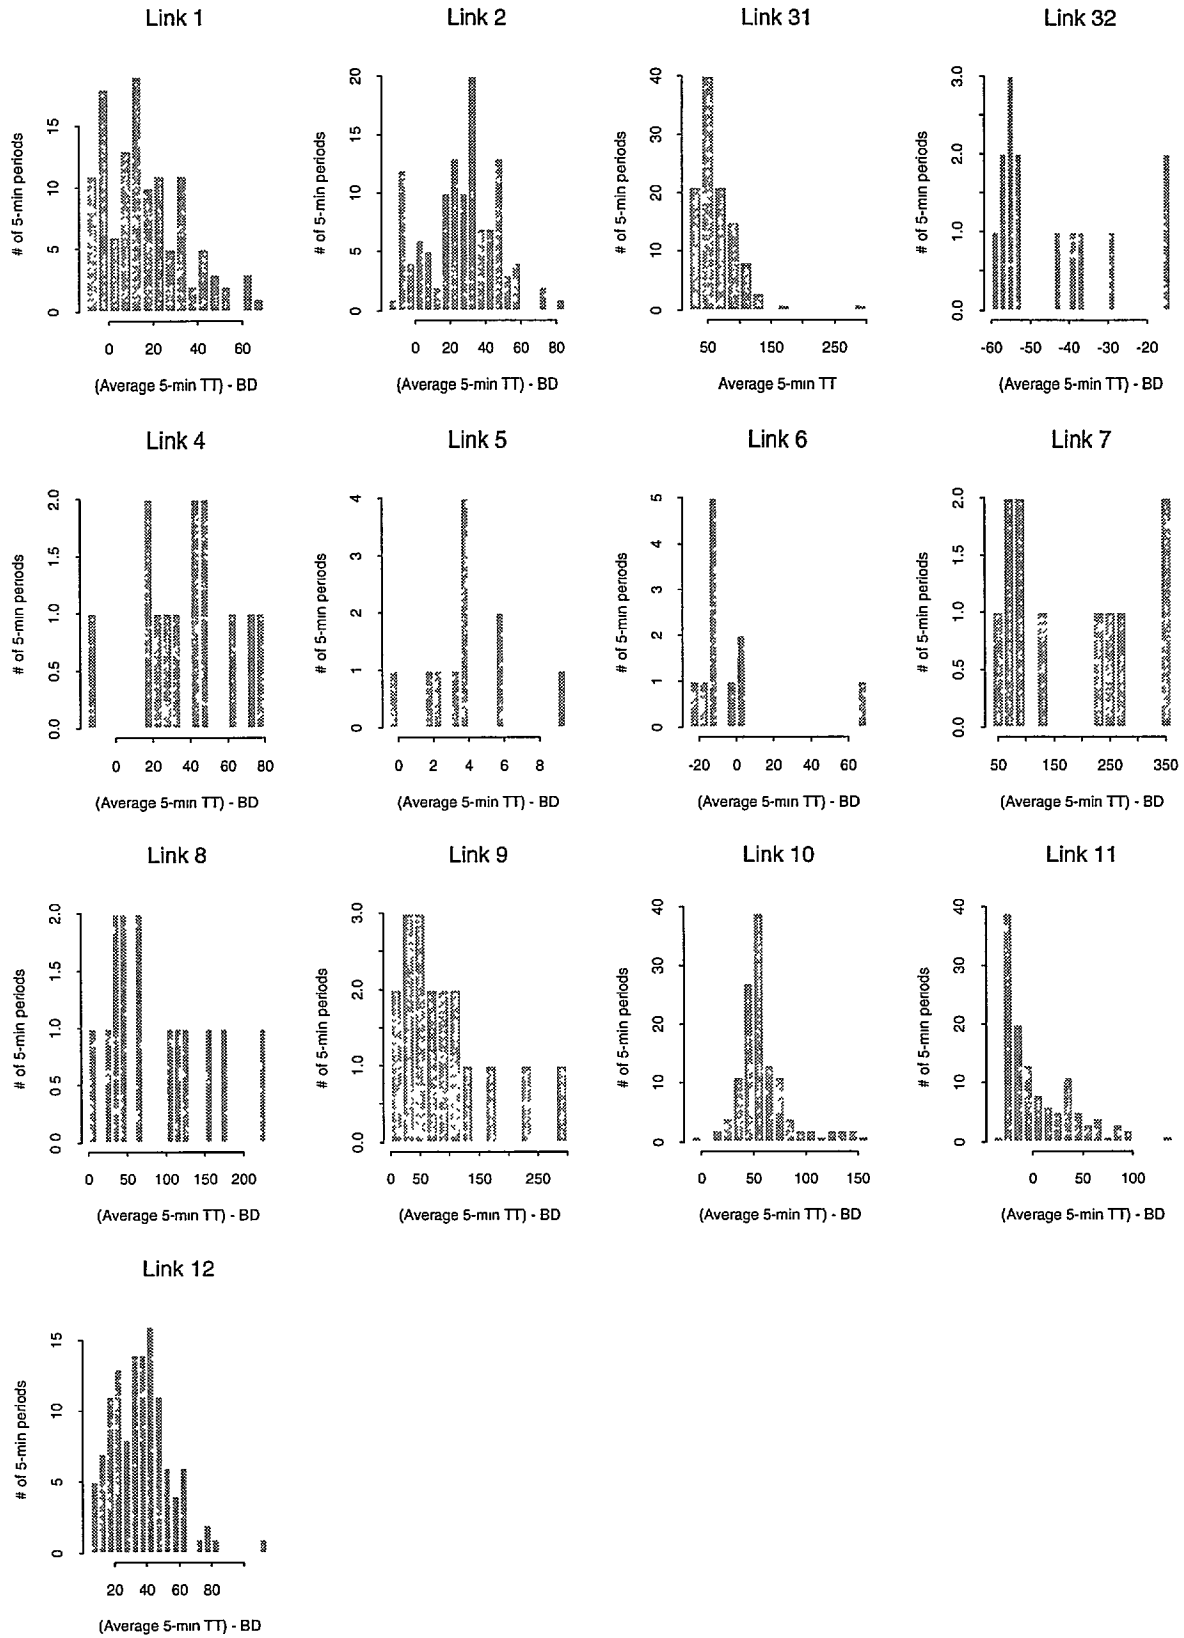 Link 1
# of 5-min periods
15
10
5
0
0 20 40 60
(Average 5-min TT) - BD
Link 2
# of 5-min periods
20
15
10
5
0
0 20 40 60 80
(Average 5-min TT) - BD
Link 31
# of 5-min periods
40
30
20
10
0
50 150 250
Average 5-min TT
Link 32
# of 5-min periods
3.0
2.0
1.0
0.0
-60 -50 -40 -30 -20
(Average 5-min TT) - BD
Link 4
# of 5-min periods
2.0
1.5
1.0
0.5
0.0
0 20 40 60 80
(Average 5-min TT) - BD
Link 5
# of 5-min periods
4
3
2
1
0
0 2 4 6 8
(Average 5-min TT) - BD
Link 6
# of 5-min periods
5
4
3
2
1
0
-20 0 20 40 60
(Average 5-min TT) - BD
Link 7
# of 5-min periods
2.0
1.5
1.0
0.5
0.0
50 150 250 350
(Average 5-min TT) - BD
Link 8
# of 5-min periods
2.0
1.5
1.0
0.5
0.0
0 50 100 150 200
(Average 5-min TT) - BD
Link 9
# of 5-min periods
3.0
2.0
1.0
0.0
0 50 150 250
(Average 5-min TT) - BD
Link 10
# of 5-min periods
40
30
20
10
0
0 50 100 150
(Average 5-min TT) - BD
Link 11
# of 5-min periods
40
30
20
10
0
0 50 100
(Average 5-min TT) - BD
Link 12
# of 5-min periods
15
10
5
0
20 40 60 80
(Average 5-min TT) - BD